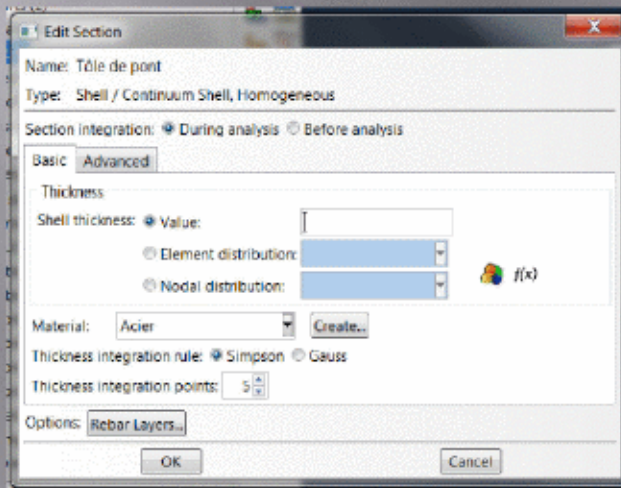 Edit Section
Name: Tôle de pont
Type: Shell / Continuum Shell, Homogeneous
Section integration: During analysis Before analysis
Basic Advanced
Thickness
Shell thickness: Value:
Element distribution:
Nodal distribution:
f(x)
Material: Acier Create...
Thickness integration rule: Simpson Gauss
Thickness integration points: 5
Options: Rebar Layers...
OK Cancel